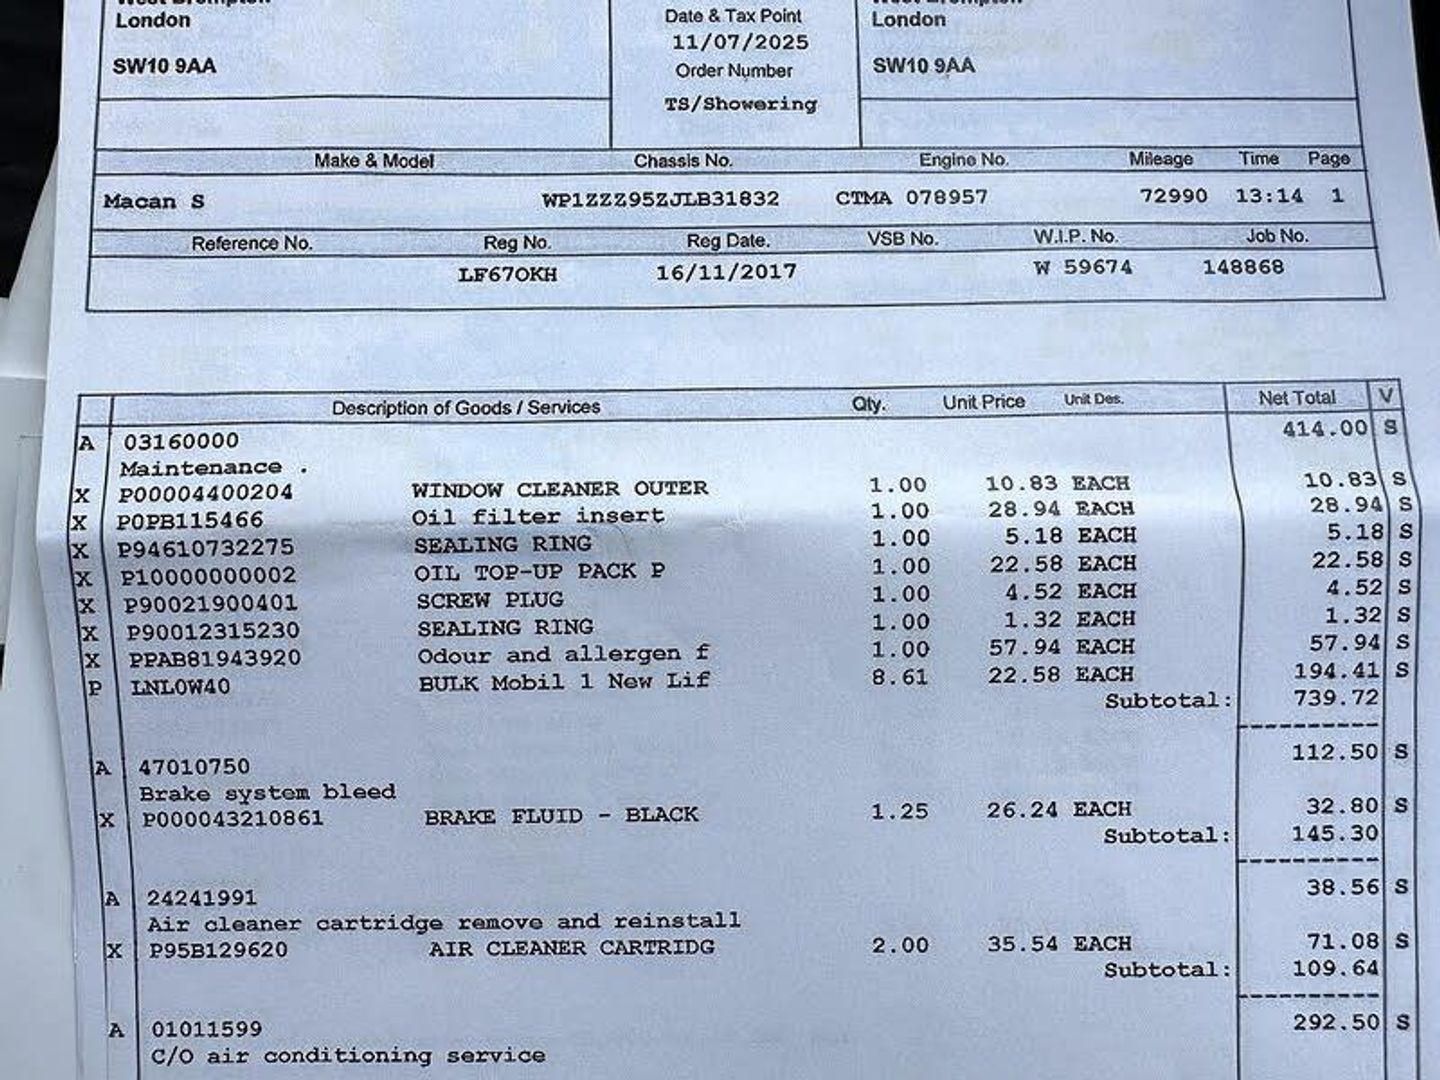 West Brompton
West Brompton
London
Date & Tax Point
London
11/07/2025
SW10 9AA
Order Number
SW10 9AA
TS/Showering
Make & Model Chassis No. Engine No. Mileage Time Page
Macan S WP1ZZZ95ZJLB31832 CTMA 078957 72990 13:14 1
Reference No. Reg No. Reg Date. VSB No. W.I.P. No. Job No.
LF67OKH 16/11/2017 W 59674 148868
Description of Goods / Services Qty. Unit Price Unit Des. Net Total V
A 03160000 414.00 S
Maintenance .
X P00004400204 WINDOW CLEANER OUTER 1.00 10.83 EACH 10.83 S
X P0PB115466 Oil filter insert 1.00 28.94 EACH 28.94 S
X P94610732275 SEALING RING 1.00 5.18 EACH 5.18 S
X P10000000002 OIL TOP-UP PACK P 1.00 22.58 EACH 22.58 S
X P90021900401 SCREW PLUG 1.00 4.52 EACH 4.52 S
X P90012315230 SEALING RING 1.00 1.32 EACH 1.32 S
X PPAB81943920 Odour and allergen f 1.00 57.94 EACH 57.94 S
P LNL0W40 BULK Mobil 1 New Lif 8.61 22.58 EACH 194.41 S
Subtotal: 739.72
A 47010750 112.50 S
Brake system bleed
X P000043210861 BRAKE FLUID - BLACK 1.25 26.24 EACH 32.80 S
Subtotal: 145.30
A 24241991 38.56 S
Air cleaner cartridge remove and reinstall
X P95B129620 AIR CLEANER CARTRIDG 2.00 35.54 EACH 71.08 S
Subtotal: 109.64
A 01011599 292.50 S
C/O air conditioning service